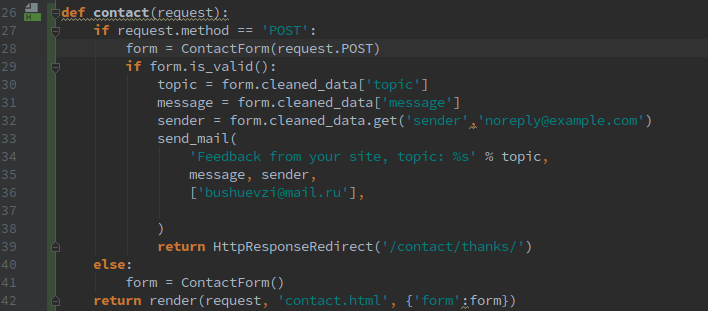 26 def contact(request):
27     if request.method == 'POST':
28         form = ContactForm(request.POST)
29         if form.is_valid():
30             topic = form.cleaned_data['topic']
31             message = form.cleaned_data['message']
32             sender = form.cleaned_data.get('sender','noreply@example.com')
33             send_mail(
34                 'Feedback from your site, topic: %s' % topic,
35                 message, sender,
36                 ['bushuevzi@mail.ru'],
37
38             )
39             return HttpResponseRedirect('/contact/thanks/')
40     else:
41         form = ContactForm()
42     return render(request, 'contact.html', {'form':form})